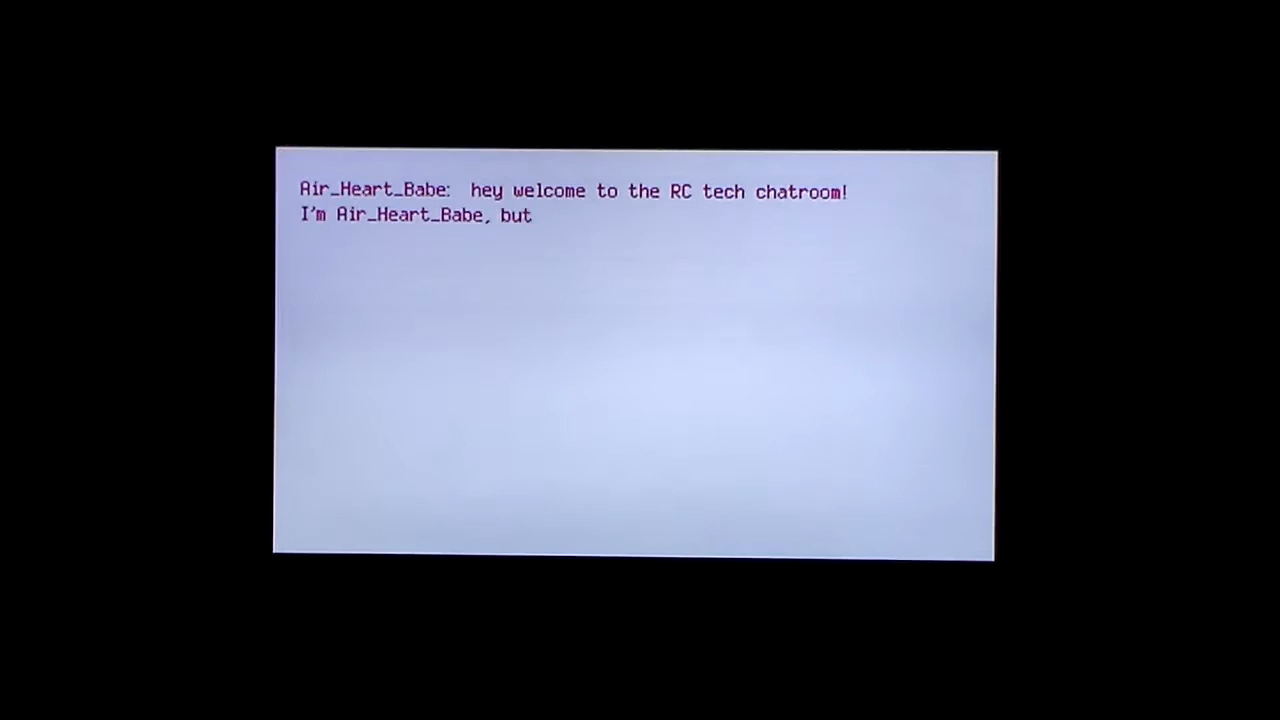 Air_Heart_Babe:  hey welcome to the RC tech chatroom!
I'm Air_Heart_Babe, but